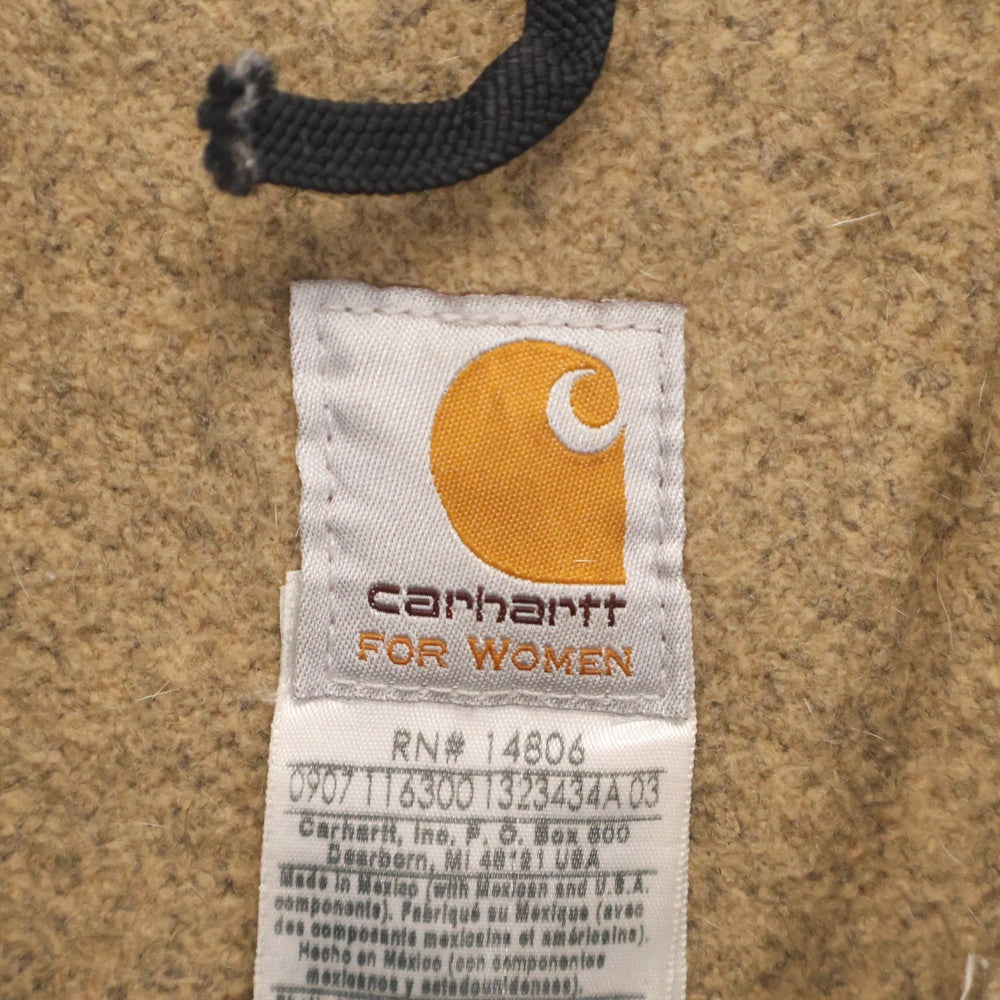 carhartt
FOR WOMEN
RN# 14806
0907 116300 1323434A 03
Carhartt, Inc. P. O. Box 600
Dearborn, MI 48121 USA
Made in Mexico (with Mexican and U.S.A.
components). Fabriqué au Mexique (avec
des composants mexicains et américains).
Hecho en México (con componentes
mexicanos y estadounidenses).